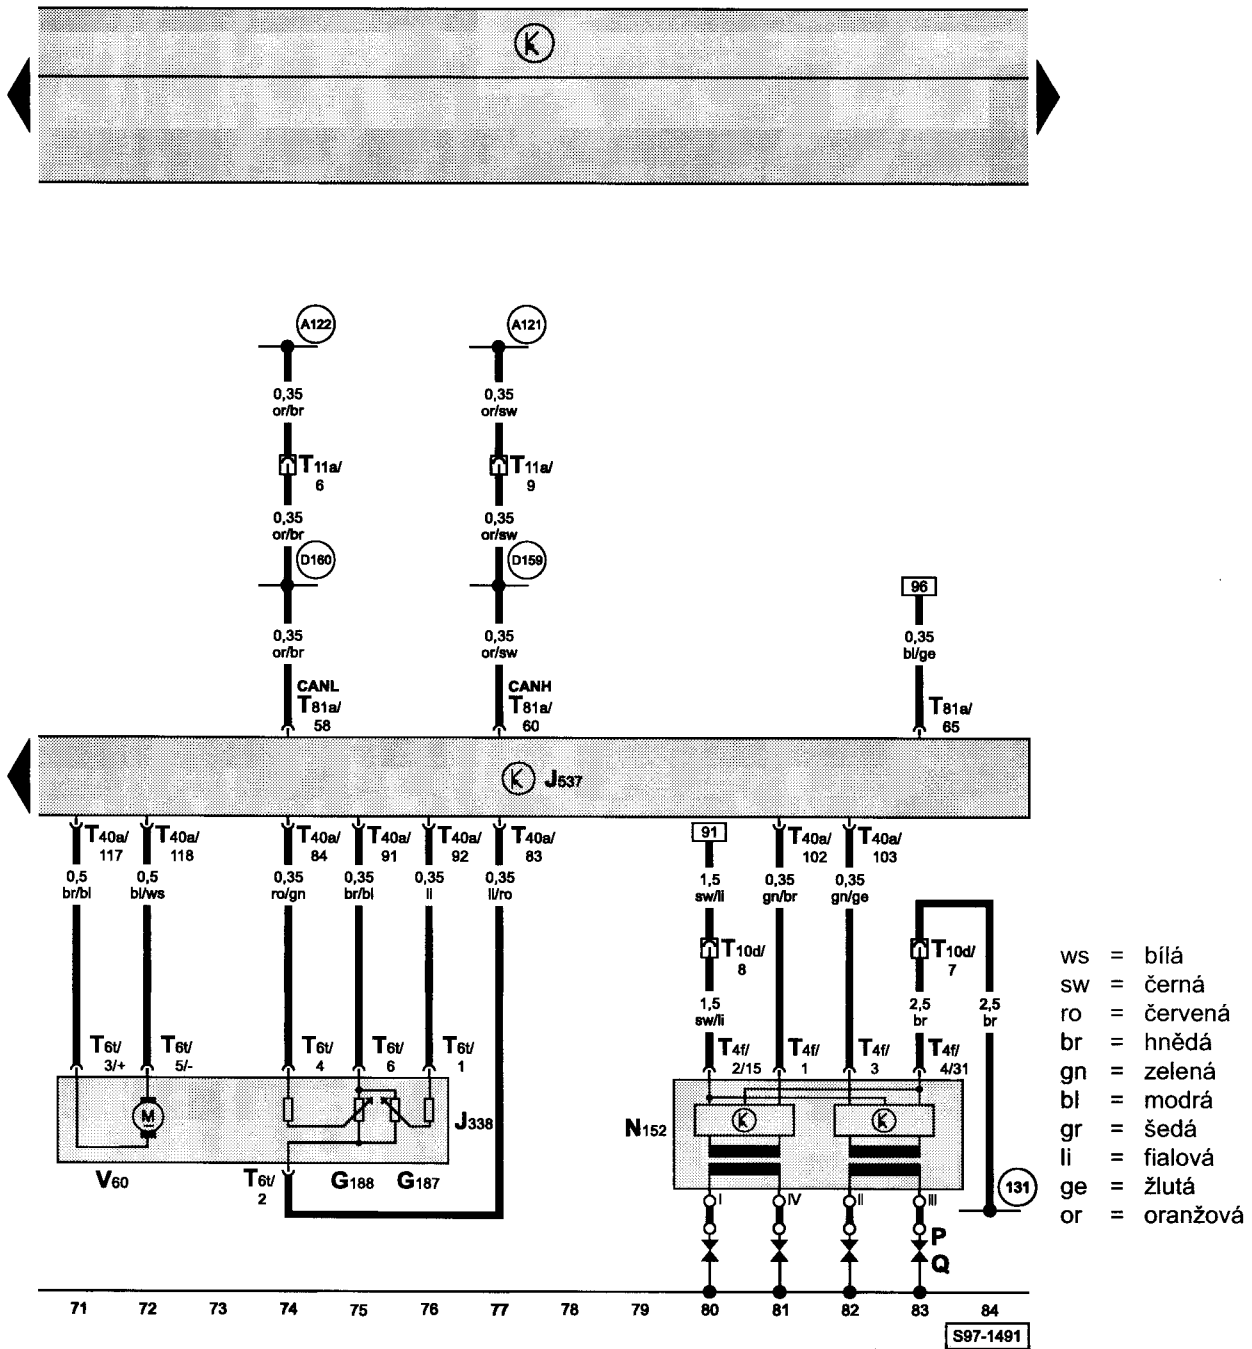 A122
A121
0,35
or/br
0,35
or/sw
T11a/
6
T11a/
9
0,35
or/br
0,35
or/sw
D160
D159
96
0,35
or/br
0,35
or/sw
0,35
bl/ge
CANL
T81a/
58
CANH
T81a/
60
T81a/
65
J537
T40a/
117
T40a/
118
T40a/
84
T40a/
91
T40a/
92
T40a/
83
91
T40a/
102
T40a/
103
0,5
br/bl
0,5
bl/ws
0,35
ro/gn
0,35
br/bl
0,35
li
0,35
li/ro
1,5
sw/li
0,35
gn/br
0,35
gn/ge
T10d/
8
T10d/
7
1,5
sw/li
2,5
br
2,5
br
T6t/
3/+
T6t/
5/-
T6t/
4
T6t/
6
T6t/
1
T4f/
2/15
T4f/
1
T4f/
3
T4f/
4/31
M
J338
N152
V60
T6t/
2
G188
G187
I
IV
II
III
131
P
Q
ws = bílá
sw = černá
ro = červená
br = hnědá
gn = zelená
bl = modrá
gr = šedá
li = fialová
ge = žlutá
or = oranžová
71 72 73 74 75 76 77 78 79 80 81 82 83 84
S97-1491